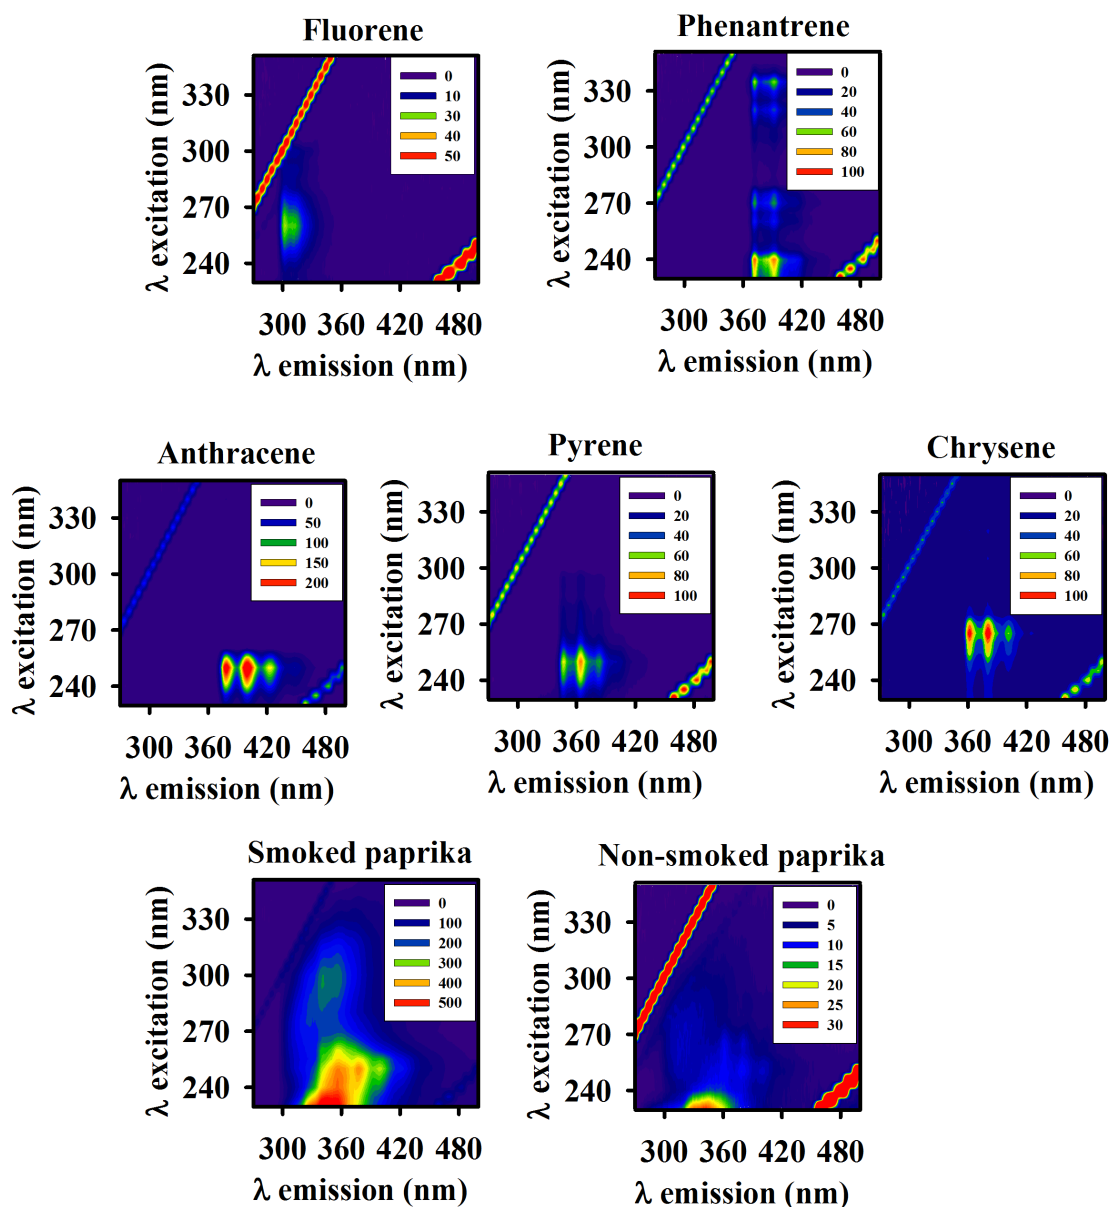 Fluorene
λ excitation (nm)
330
300
270
240
0
10
30
40
50
300 360 420 480
λ emission (nm)
Phenantrene
λ excitation (nm)
330
300
270
240
0
20
40
60
80
100
300 360 420 480
λ emission (nm)
Anthracene
λ excitation (nm)
330
300
270
240
0
50
100
150
200
300 360 420 480
λ emission (nm)
Pyrene
λ excitation (nm)
330
300
270
240
0
20
40
60
80
100
300 360 420 480
λ emission (nm)
Chrysene
λ excitation (nm)
330
300
270
240
0
20
40
60
80
100
300 360 420 480
λ emission (nm)
Smoked paprika
λ excitation (nm)
330
300
270
240
0
100
200
300
400
500
300 360 420 480
λ emission (nm)
Non-smoked paprika
λ excitation (nm)
330
300
270
240
0
5
10
15
20
25
30
300 360 420 480
λ emission (nm)